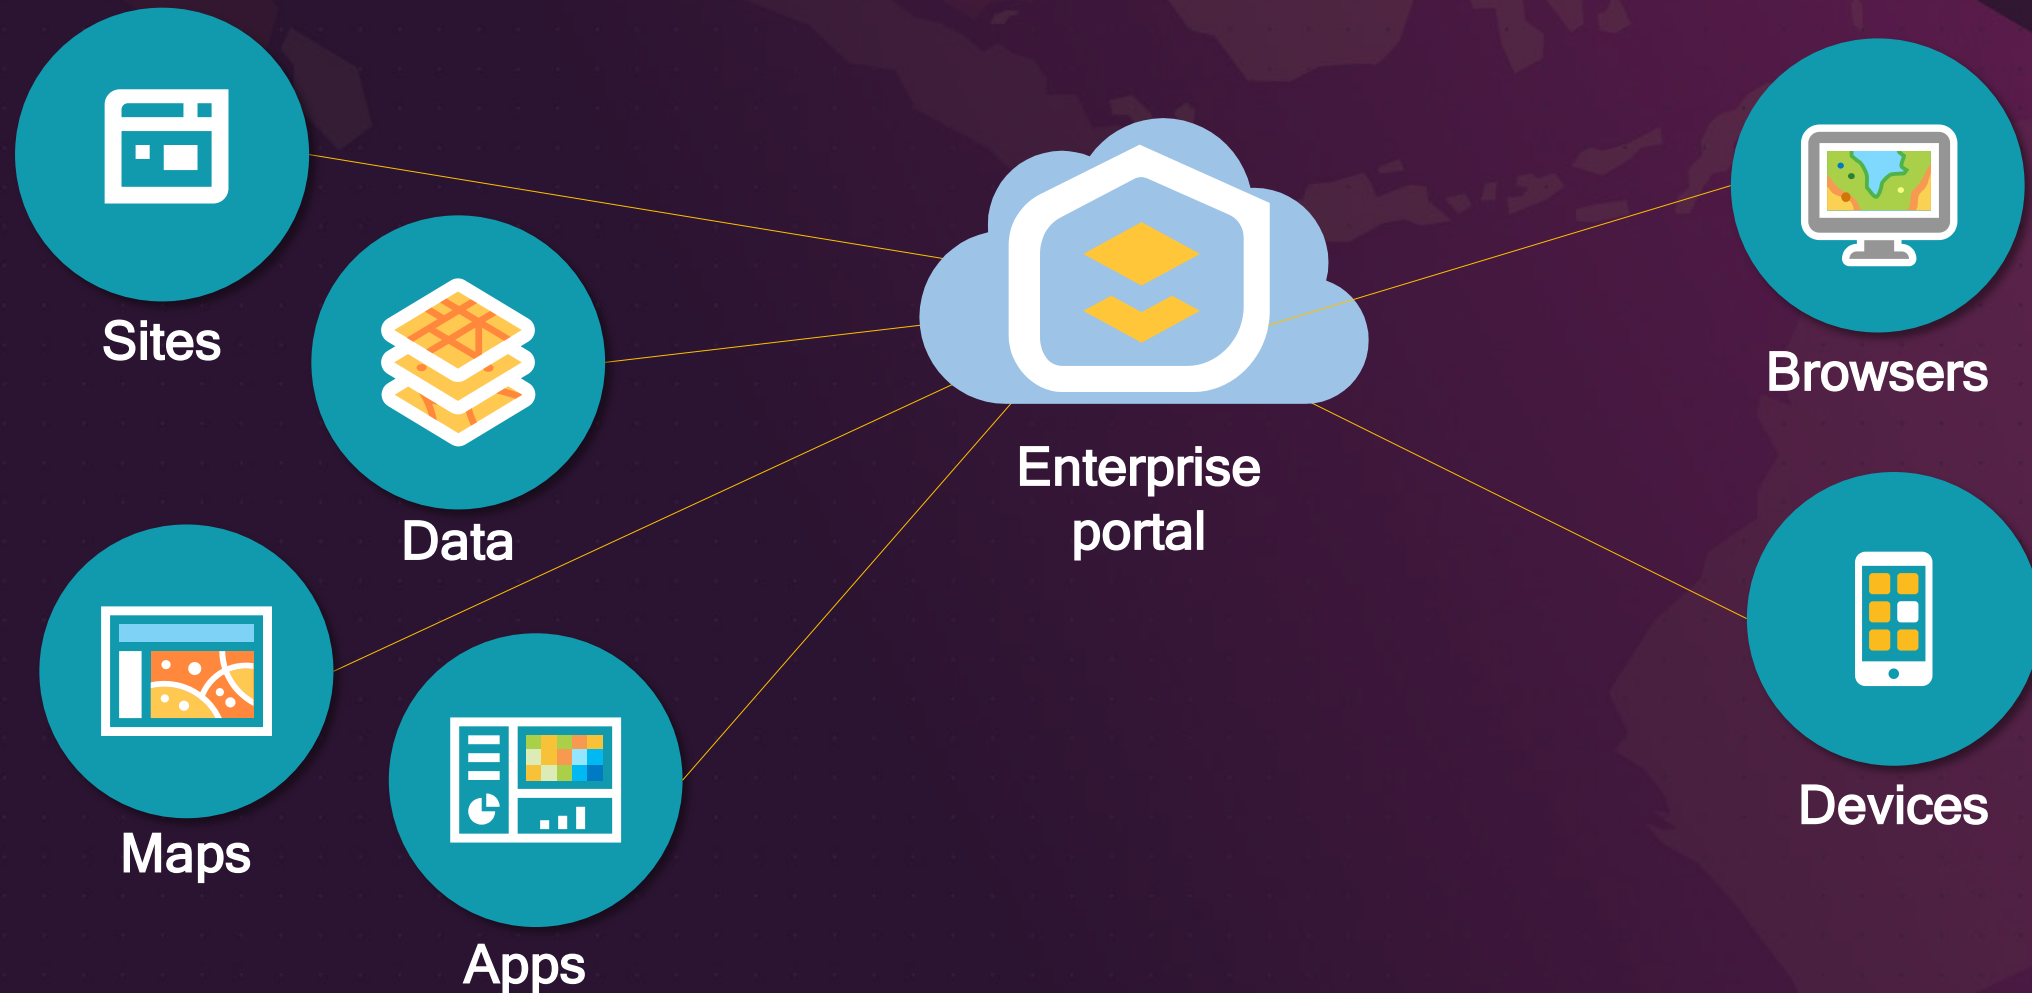 Sites
Data
Maps
Apps
Enterprise
portal
Browsers
Devices